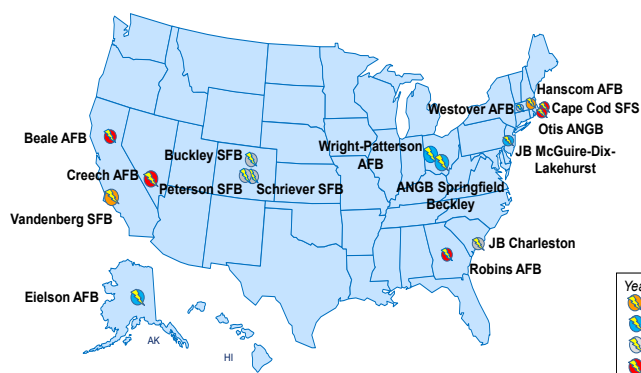 Hanscom AFB
Westover AFB
Cape Cod SFS
Otis ANGB
Beale AFB
Wright-Patterson
AFB
JB McGuire-Dix-
Lakehurst
Buckley SFB
Creech AFB
Peterson SFB
Schriever SFB
ANGB Springfield
Beckley
Vandenberg SFB
JB Charleston
Robins AFB
Eielson AFB
AK
HI